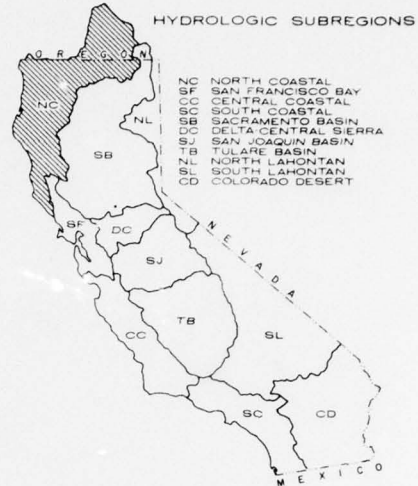 HYDROLOGIC SUBREGIONS
OREGON
NC NORTH COASTAL
SF SAN FRANCISCO BAY
CC CENTRAL COASTAL
SC SOUTH COASTAL
SB SACRAMENTO BASIN
DC DELTA-CENTRAL SIERRA
SJ SAN JOAQUIN BASIN
TB TULARE BASIN
NL NORTH LAHONTAN
SL SOUTH LAHONTAN
CD COLORADO DESERT
NC
NL
SB
SF
DC
NEVADA
SJ
TB
CC
SL
SC
CD
MEXICO